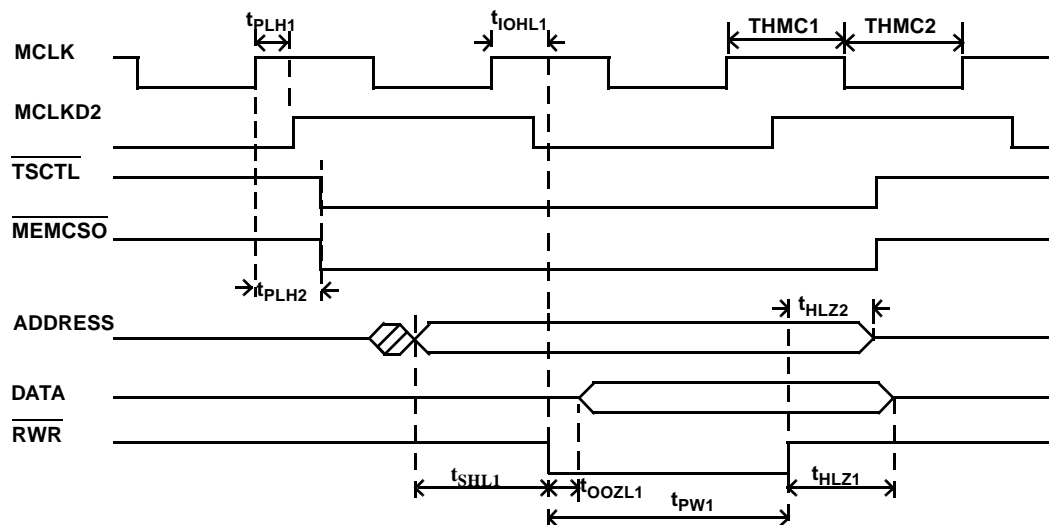 tPLH1
tIOHL1
THMC1
THMC2
MCLK
MCLKD2
TSCTL
MEMCSO
tPLH2
ADDRESS
tHLZ2
DATA
RWR
tSHL1
tOOZL1
tHLZ1
tPW1